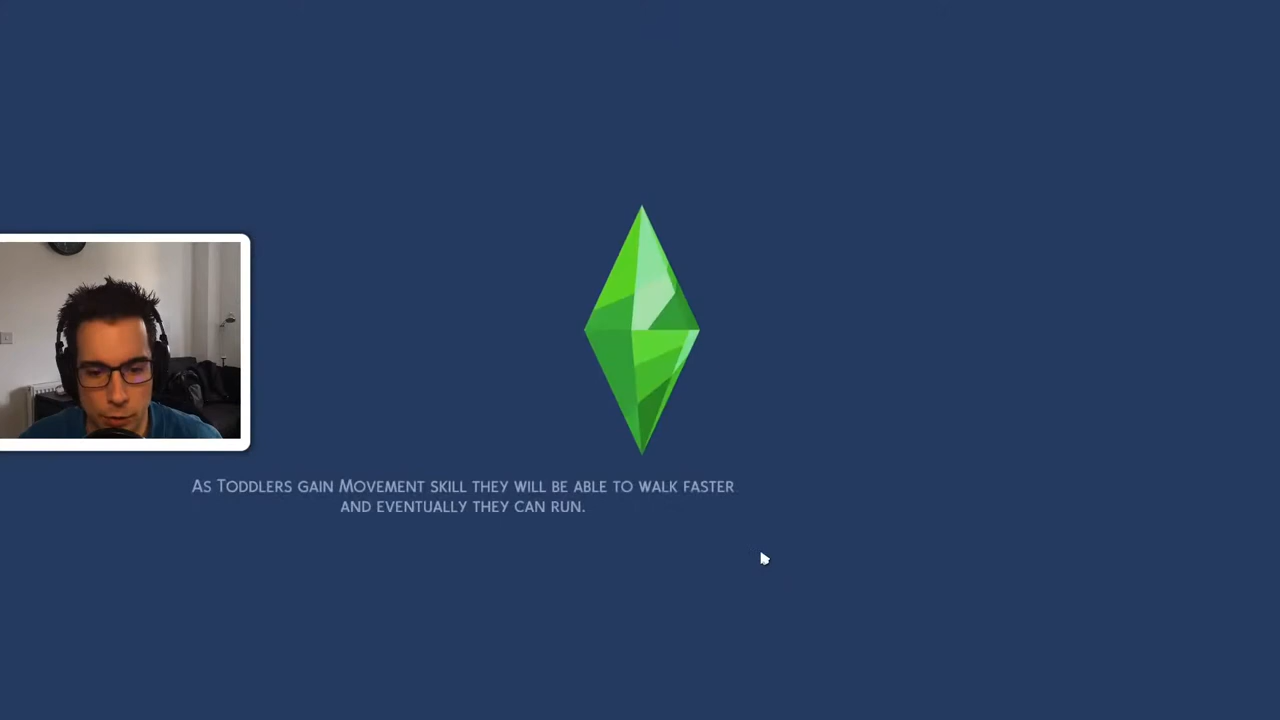 As Toddlers gain Movement skill they will be able to walk faster
and eventually they can run.